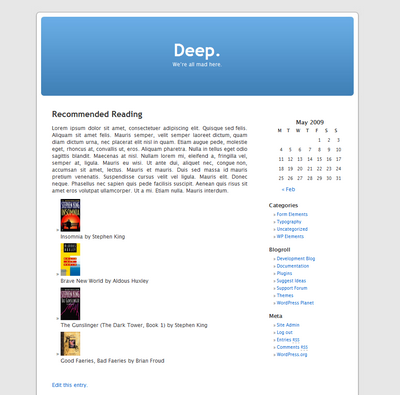 Deep.
We're all mad here.
Recommended Reading
Lorem ipsum dolor sit amet, consectetuer adipiscing elit. Quisque sed felis.
Aliquam sit amet felis. Mauris semper, velit semper laoreet dictum, quam
diam dictum urna, nec placerat elit nisl in quam. Etiam augue pede, molestie
eget, rhoncus at, convallis ut, eros. Aliquam pharetra. Nulla in tellus eget odio
sagittis blandit. Maecenas at nisl. Nullam lorem mi, eleifend a, fringilla vel,
semper at, ligula. Mauris eu wisi. Ut ante dui, aliquet nec, congue non,
accumsan sit amet, lectus. Mauris et mauris. Duis sed massa id mauris
pretium venenatis. Suspendisse cursus velit vel ligula. Mauris elit. Donec
neque. Phasellus nec sapien quis pede facilisis suscipit. Aenean quis risus sit
amet eros volutpat ullamcorper. Ut a mi. Etiam nulla. Mauris interdum.
STEPHEN KING
INSOMNIA
Insomnia by Stephen King
Brave New World by Aldous Huxley
STEPHEN KING
The Gunslinger (The Dark Tower, Book 1) by Stephen King
Good Faeries, Bad Faeries by Brian Froud
Edit this entry.
May 2009
M T W T F S S
1 2 3
4 5 6 7 8 9 10
11 12 13 14 15 16 17
18 19 20 21 22 23 24
25 26 27 28 29 30 31
« Feb
Categories
» Form Elements
» Typography
» Uncategorized
» WP Elements
Blogroll
» Development Blog
» Documentation
» Plugins
» Suggest Ideas
» Support Forum
» Themes
» WordPress Planet
Meta
» Site Admin
» Log out
» Entries RSS
» Comments RSS
» WordPress.org